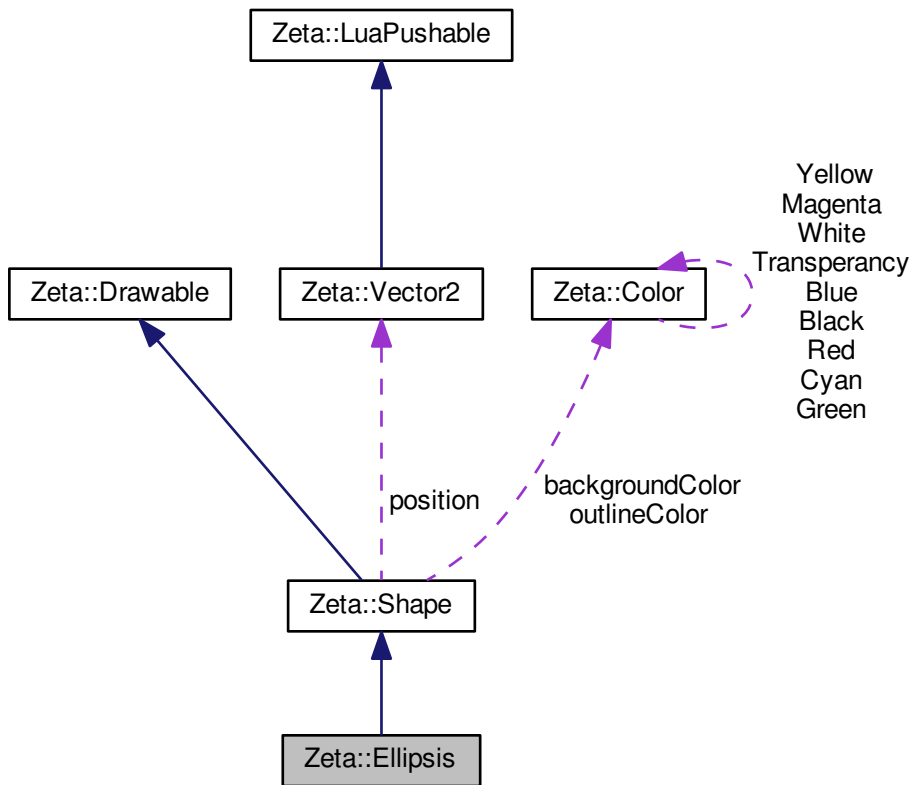 Zeta::LuaPushable
Yellow
Magenta
White
Transperancy
Blue
Black
Red
Cyan
Green
Zeta::Drawable
Zeta::Vector2
Zeta::Color
position
backgroundColor
outlineColor
Zeta::Shape
Zeta::Ellipsis